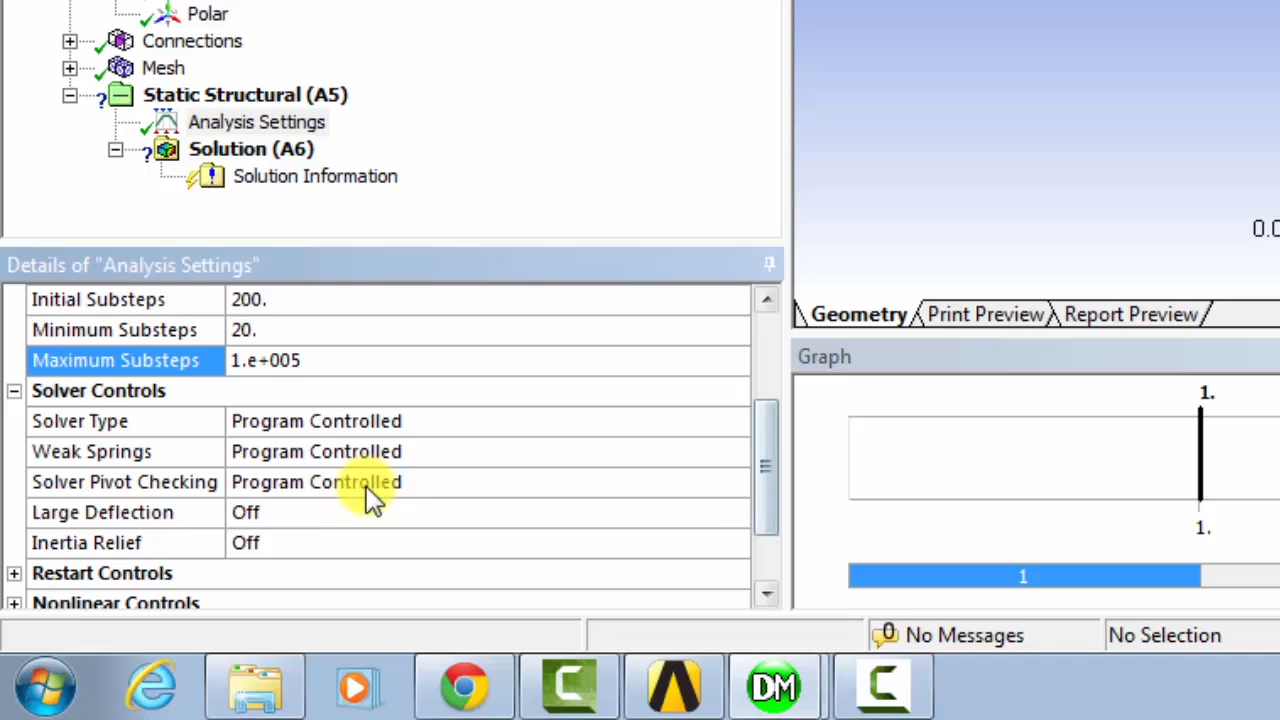 Polar
Connections
Mesh
Static Structural (A5)
Analysis Settings
Solution (A6)
Solution Information
0.0
Details of "Analysis Settings"
Initial Substeps 200.
Minimum Substeps 20.
Maximum Substeps 1.e+005
Solver Controls
Solver Type Program Controlled
Weak Springs Program Controlled
Solver Pivot Checking Program Controlled
Large Deflection Off
Inertia Relief Off
Restart Controls
Nonlinear Controls
Geometry Print Preview Report Preview
Graph
1.
1.
1
0 No Messages
No Selection
DM